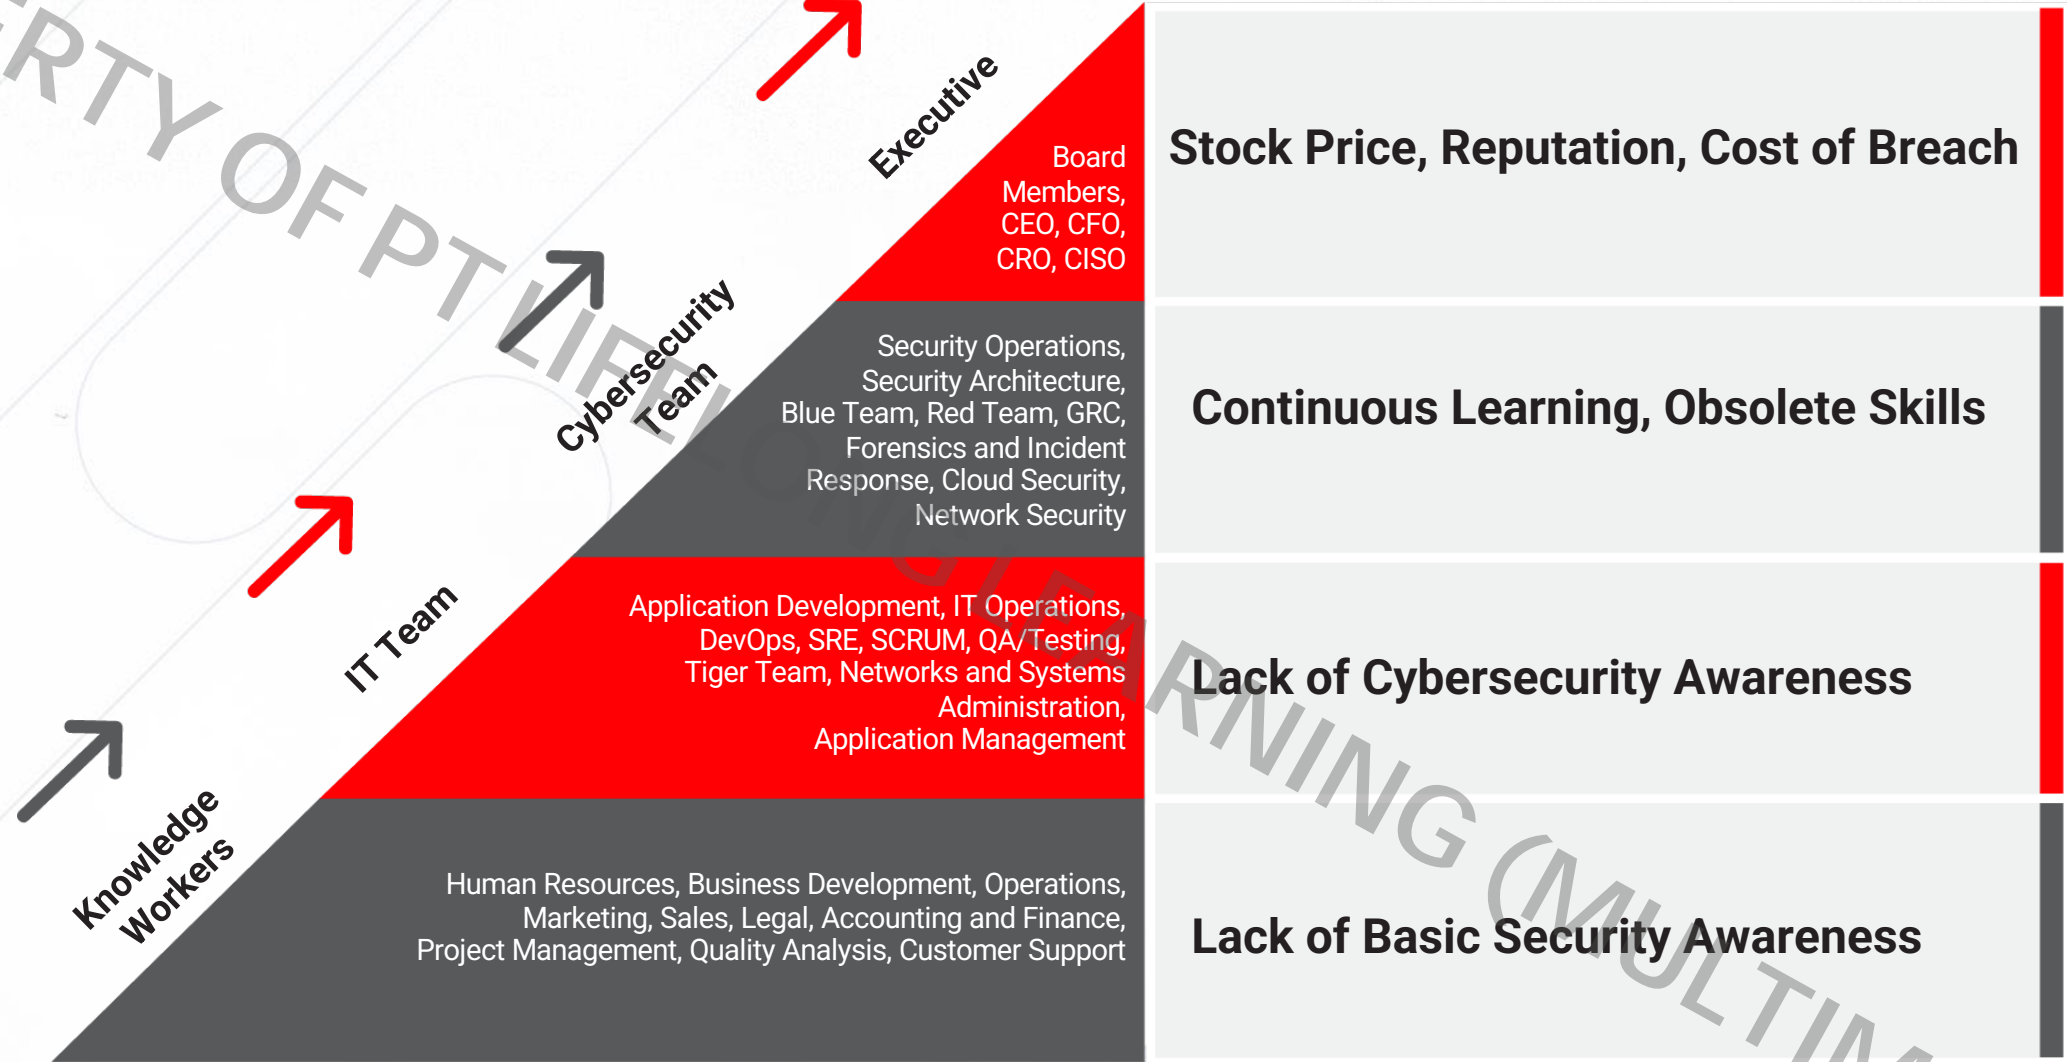 Executive
Board
Members,
CEO, CFO,
CRO, CISO
Stock Price, Reputation, Cost of Breach
Cybersecurity
Team
Security Operations,
Security Architecture,
Blue Team, Red Team, GRC,
Forensics and Incident
Response, Cloud Security,
Network Security
Continuous Learning, Obsolete Skills
IT Team
Application Development, IT Operations,
DevOps, SRE, SCRUM, QA/Testing,
Tiger Team, Networks and Systems
Administration,
Application Management
Lack of Cybersecurity Awareness
Knowledge
Workers
Human Resources, Business Development, Operations,
Marketing, Sales, Legal, Accounting and Finance,
Project Management, Quality Analysis, Customer Support
Lack of Basic Security Awareness
ERTY OF PT LIFELONG LEARNING (MULTIM